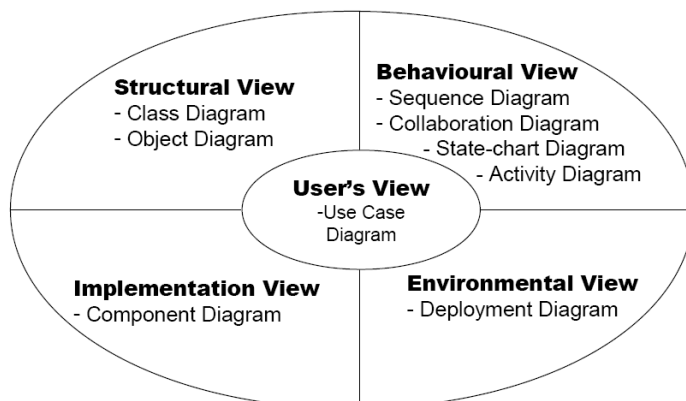 Structural View
- Class Diagram
- Object Diagram
Behavioural View
- Sequence Diagram
- Collaboration Diagram
- State-chart Diagram
- Activity Diagram
User's View
-Use Case
Diagram
Implementation View
- Component Diagram
Environmental View
- Deployment Diagram